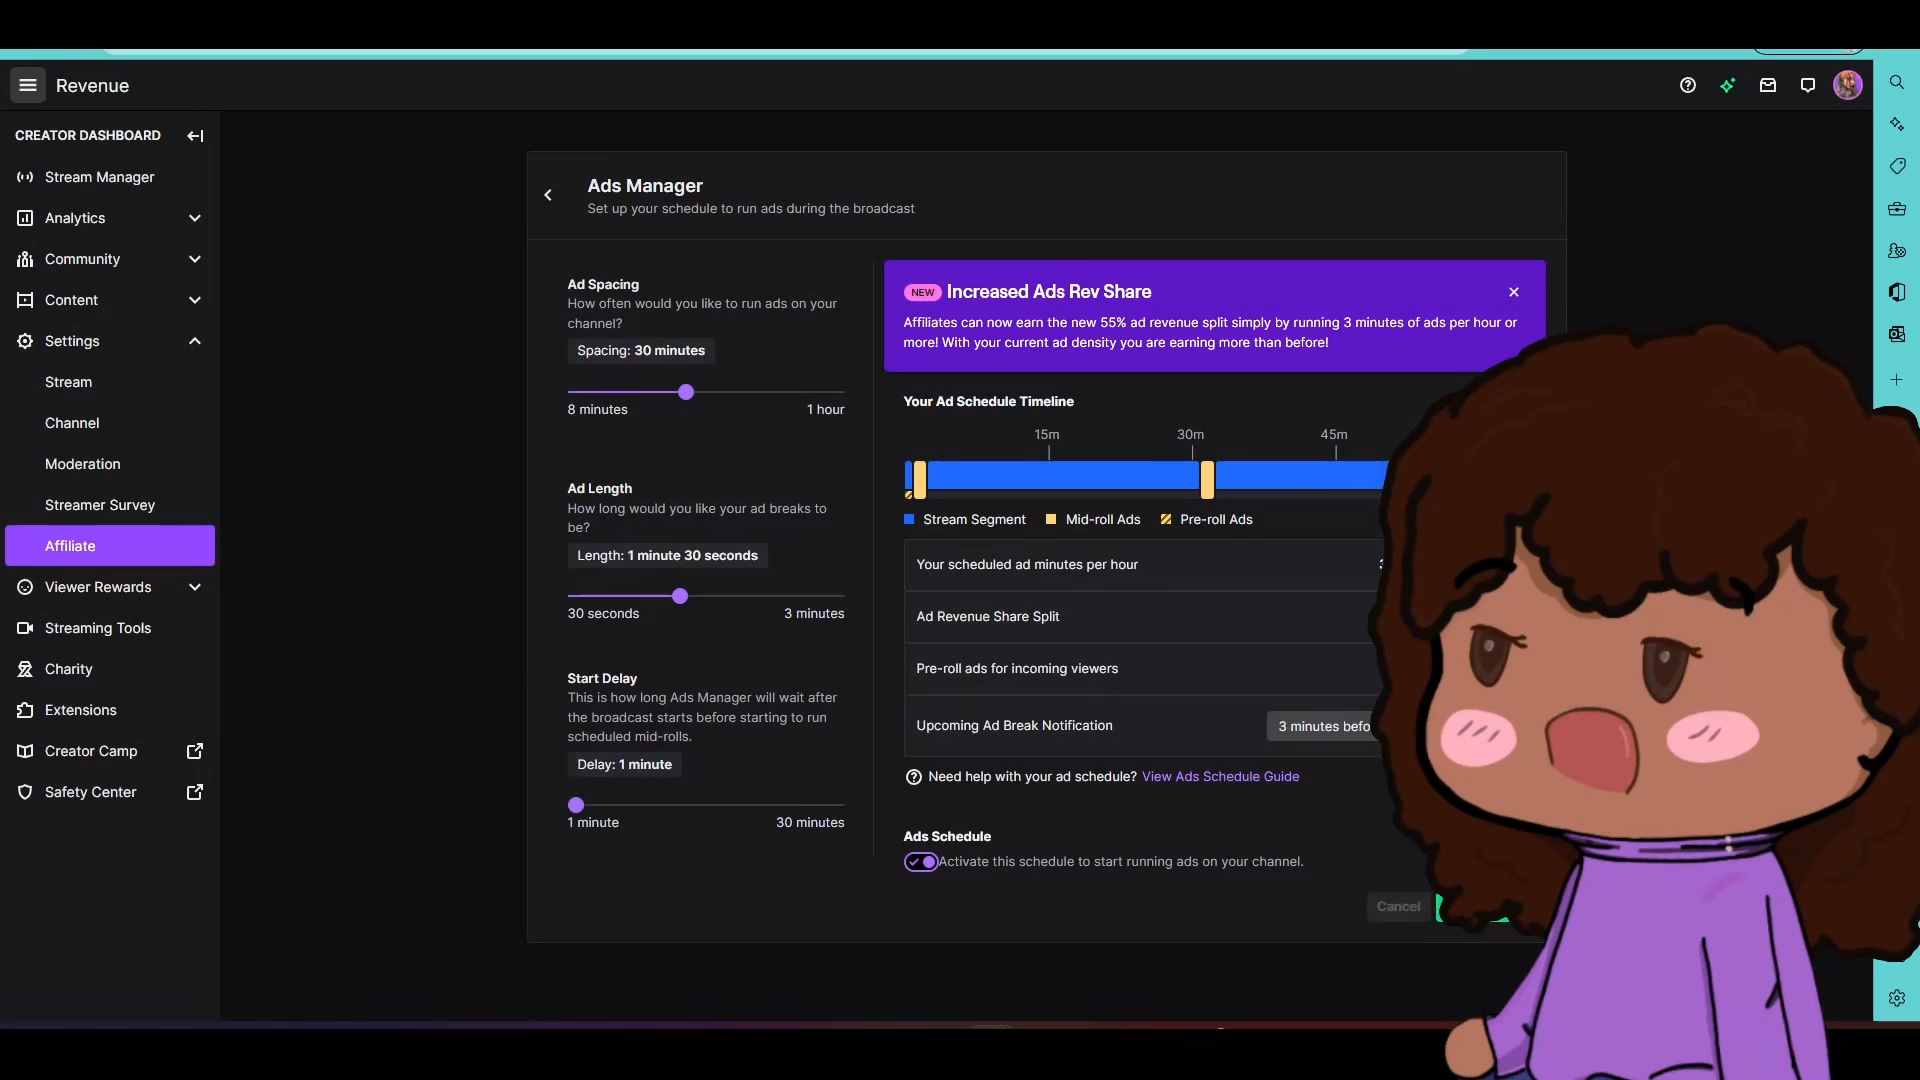 Revenue
CREATOR DASHBOARD
Stream Manager
Analytics
Community
Content
Settings
Stream
Channel
Moderation
Streamer Survey
Affiliate
Viewer Rewards
Streaming Tools
Charity
Extensions
Creator Camp
Safety Center
Ads Manager
Set up your schedule to run ads during the broadcast
Ad Spacing
How often would you like to run ads on your
channel?
Spacing: 30 minutes
8 minutes 1 hour
Ad Length
How long would you like your ad breaks to
be?
Length: 1 minute 30 seconds
30 seconds 3 minutes
Start Delay
This is how long Ads Manager will wait after
the broadcast starts before starting to run
scheduled mid-rolls.
Delay: 1 minute
1 minute 30 minutes
NEW Increased Ads Rev Share
Affiliates can now earn the new 55% ad revenue split simply by running 3 minutes of ads per hour or
more! With your current ad density you are earning more than before!
Your Ad Schedule Timeline
15m 30m 45m
Stream Segment Mid-roll Ads Pre-roll Ads
Your scheduled ad minutes per hour
Ad Revenue Share Split
Pre-roll ads for incoming viewers
Upcoming Ad Break Notification 3 minutes befo
Need help with your ad schedule? View Ads Schedule Guide
Ads Schedule
Activate this schedule to start running ads on your channel.
Cancel